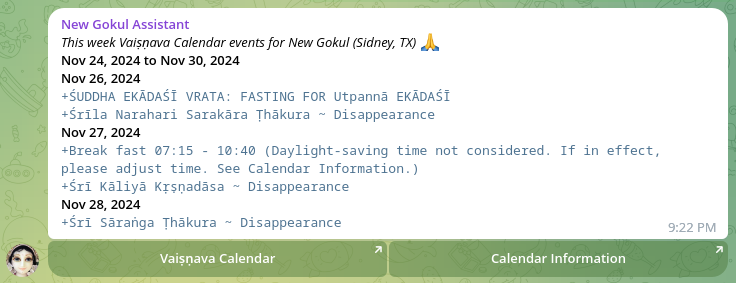 New Gokul Assistant
This week Vaiṣṇava Calendar events for New Gokul (Sidney, TX) 🙏
Nov 24, 2024 to Nov 30, 2024
Nov 26, 2024
+ŚUDDHA EKĀDAŚĪ VRATA: FASTING FOR Utpannā EKĀDAŚĪ
+Śrīla Narahari Sarakāra Ṭhākura ~ Disappearance
Nov 27, 2024
+Break fast 07:15 - 10:40 (Daylight-saving time not considered. If in effect,
please adjust time. See Calendar Information.)
+Śrī Kāliyā Kṛṣṇadāsa ~ Disappearance
Nov 28, 2024
+Śrī Sāraṅga Ṭhākura ~ Disappearance
9:22 PM
Vaiṣṇava Calendar
Calendar Information